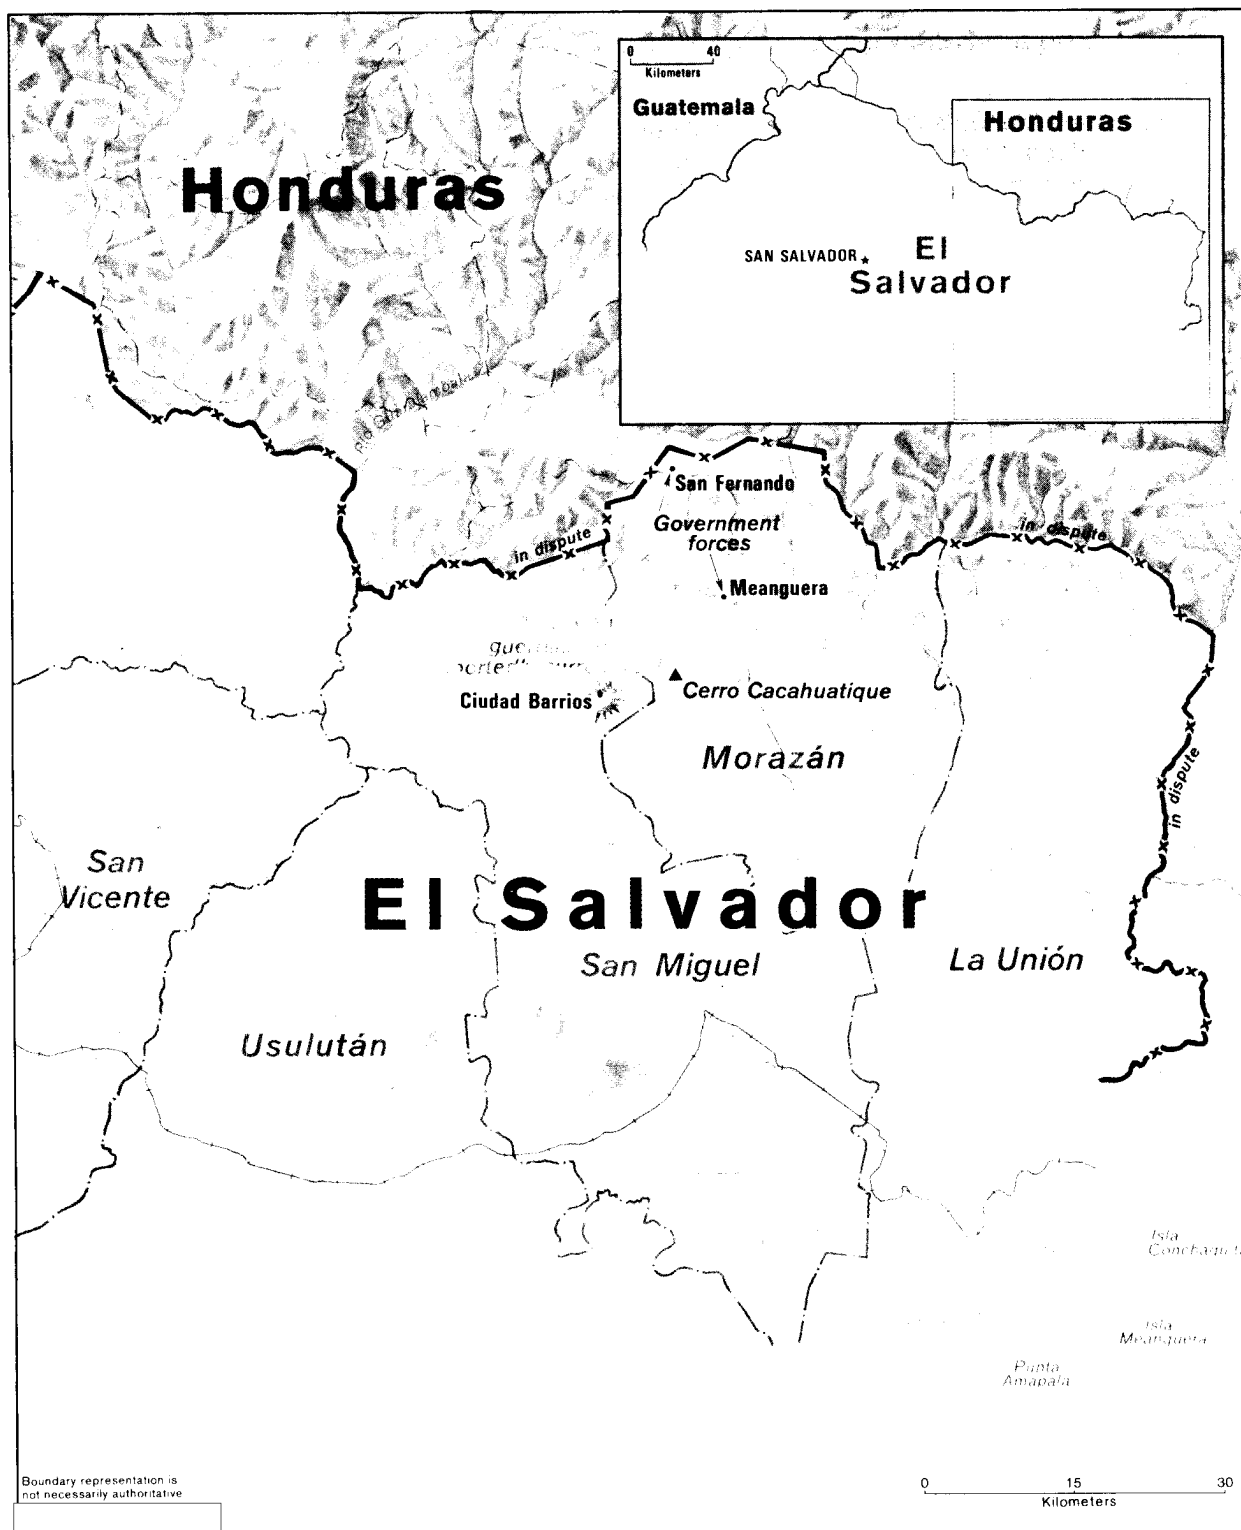 0 40
Kilometers
Guatemala
Honduras
SAN SALVADOR
El
Salvador
Honduras
San Fernando
Government
forces
in dispute
in dispute
Meanguera
Ciudad Barrios
Cerro Cacahuatique
Morazán
in dispute
San
Vicente
El Salvador
San Miguel
La Unión
Usulután
Isla
Isla
Meanguera
Punta
Amapala
Boundary representation is
not necessarily authoritative
0 15 30
Kilometers